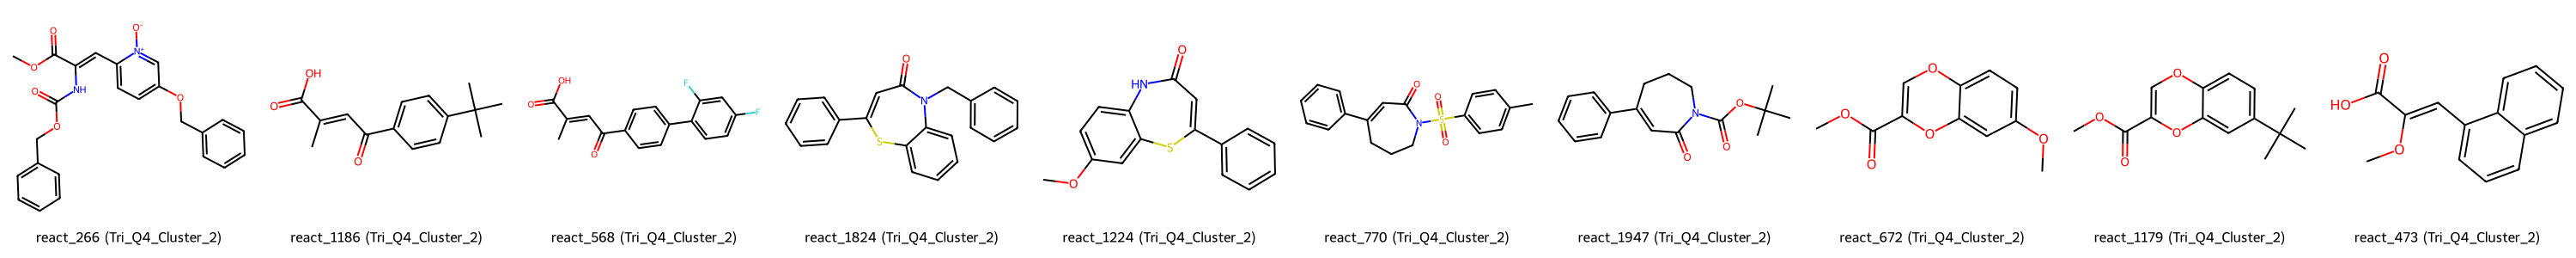 react_266 (Tri_Q4_Cluster_2)
react_1186 (Tri_Q4_Cluster_2)
react_568 (Tri_Q4_Cluster_2)
react_1824 (Tri_Q4_Cluster_2)
react_1224 (Tri_Q4_Cluster_2)
react_770 (Tri_Q4_Cluster_2)
react_1947 (Tri_Q4_Cluster_2)
react_672 (Tri_Q4_Cluster_2)
react_1179 (Tri_Q4_Cluster_2)
react_473 (Tri_Q4_Cluster_2)